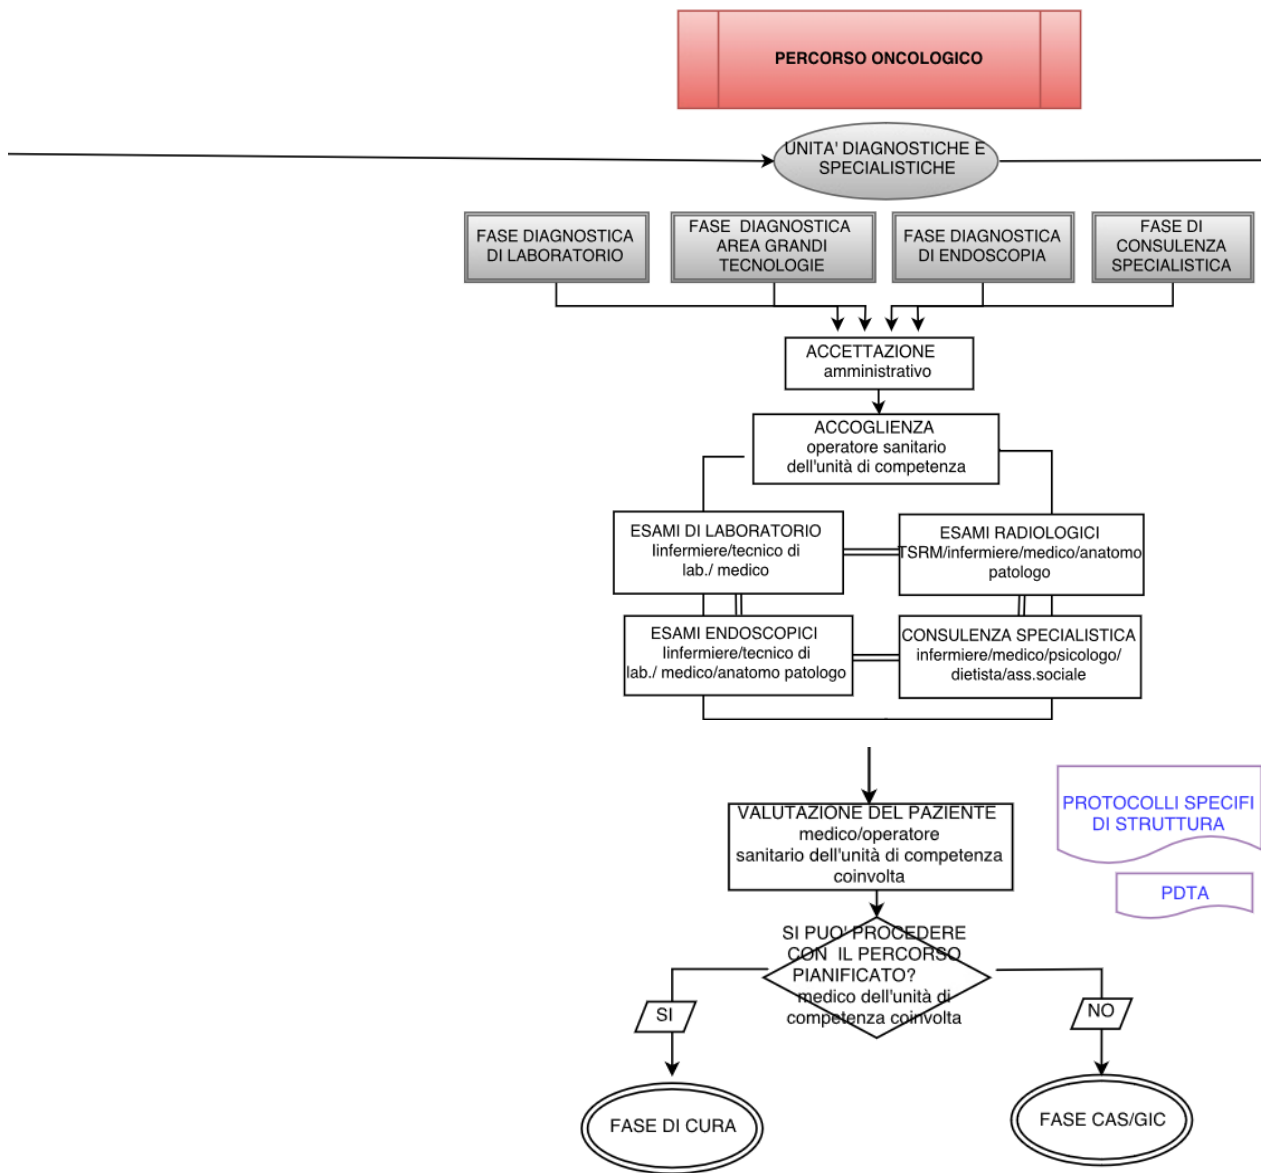 PERCORSO ONCOLOGICO
UNITA' DIAGNOSTICHE E
SPECIALISTICHE
FASE DIAGNOSTICA
DI LABORATORIO
FASE DIAGNOSTICA
AREA GRANDI
TECNOLOGIE
FASE DIAGNOSTICA
DI ENDOSCOPIA
FASE DI
CONSULENZA
SPECIALISTICA
ACCETTAZIONE
amministrativo
ACCOGLIENZA
operatore sanitario
dell'unità di competenza
ESAMI DI LABORATORIO
Iinfermiere/tecnico di
lab./ medico
ESAMI RADIOLOGICI
TSRM/infermiere/medico/anatomo
patologo
ESAMI ENDOSCOPICI
Iinfermiere/tecnico di
lab./ medico/anatomo patologo
CONSULENZA SPECIALISTICA
infermiere/medico/psicologo/
dietista/ass.sociale
VALUTAZIONE DEL PAZIENTE
medico/operatore
sanitario dell'unità di competenza
coinvolta
PROTOCOLLI SPECIFI
DI STRUTTURA
PDTA
SI PUO' PROCEDERE
CON IL PERCORSO
PIANIFICATO?
medico dell'unità di
competenza coinvolta
SI
NO
FASE DI CURA
FASE CAS/GIC